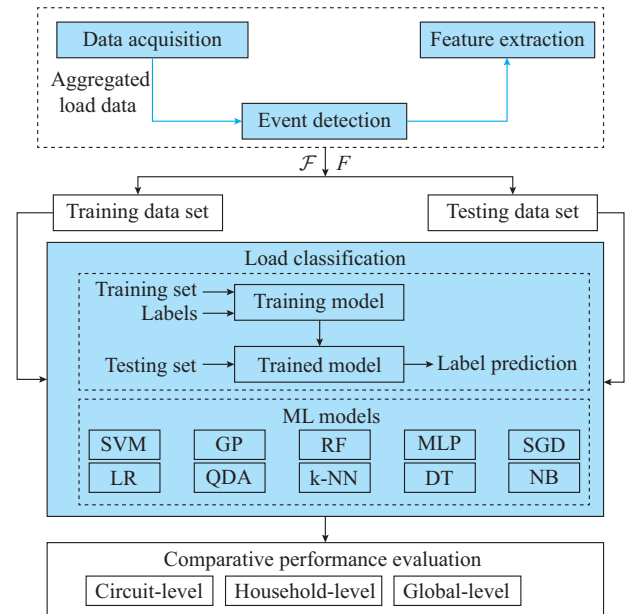 Data acquisition
Feature extraction
Aggregated
load data
Event detection
ℱ F
Training data set
Testing data set
Load classification
Training set
Labels
Training model
Testing set
Trained model
Label prediction
ML models
SVM GP RF MLP SGD
LR QDA k-NN DT NB
Comparative performance evaluation
Circuit-level Household-level Global-level